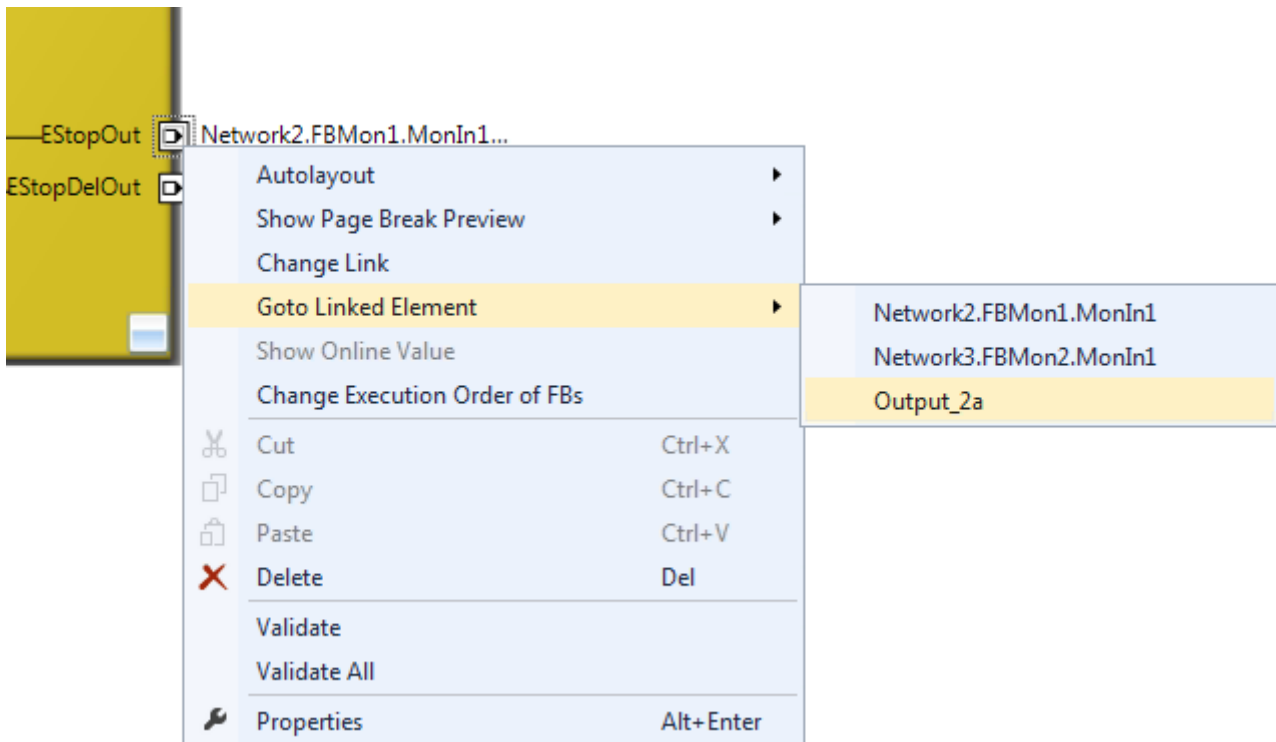 EStopOut Network2.FBMon1.MonIn1...
EStopDelOut
Autolayout
Show Page Break Preview
Change Link
Goto Linked Element
Show Online Value
Change Execution Order of FBs
Cut Ctrl+X
Copy Ctrl+C
Paste Ctrl+V
Delete Del
Validate
Validate All
Properties Alt+Enter
Network2.FBMon1.MonIn1
Network3.FBMon2.MonIn1
Output_2a